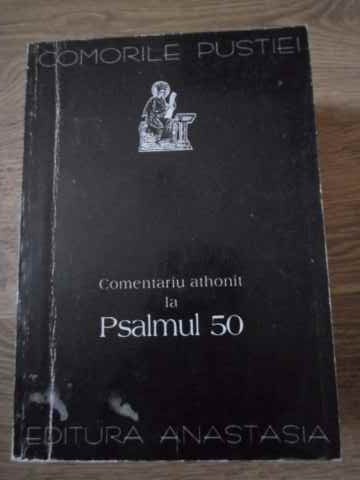 COMORILE PUSTIEI
Comentariu athonit
la
Psalmul 50
EDITURA ANASTASIA